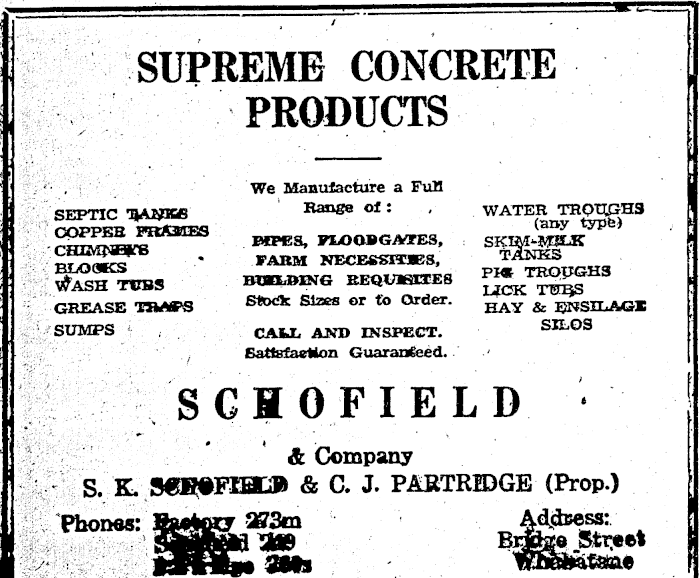 SUPREME CONCRETE
PRODUCTS
We Manufacture a Full
Range of :
SEPTIC TANKS
COPPER FRAMES
CHIMNEYS
BLOCKS
WASH TUBS
GREASE TRAPS
SUMPS
PIPES, FLOODGATES,
FARM NECESSITIES,
BUILDING REQUISITES
Stock Sizes or to Order.
CALL AND INSPECT.
Satisfaction Guaranteed.
WATER TROUGHS
(any type)
SKIM-MILK
TANKS
PIG TROUGHS
LICK TUBS
HAY & ENSILAGE
SILOS
SCHOFIELD
& Company
S. K. SCHOFIELD & C. J. PARTRIDGE (Prop.)
Phones: Factory 273m
Address:
Bridge Street
Whakatane